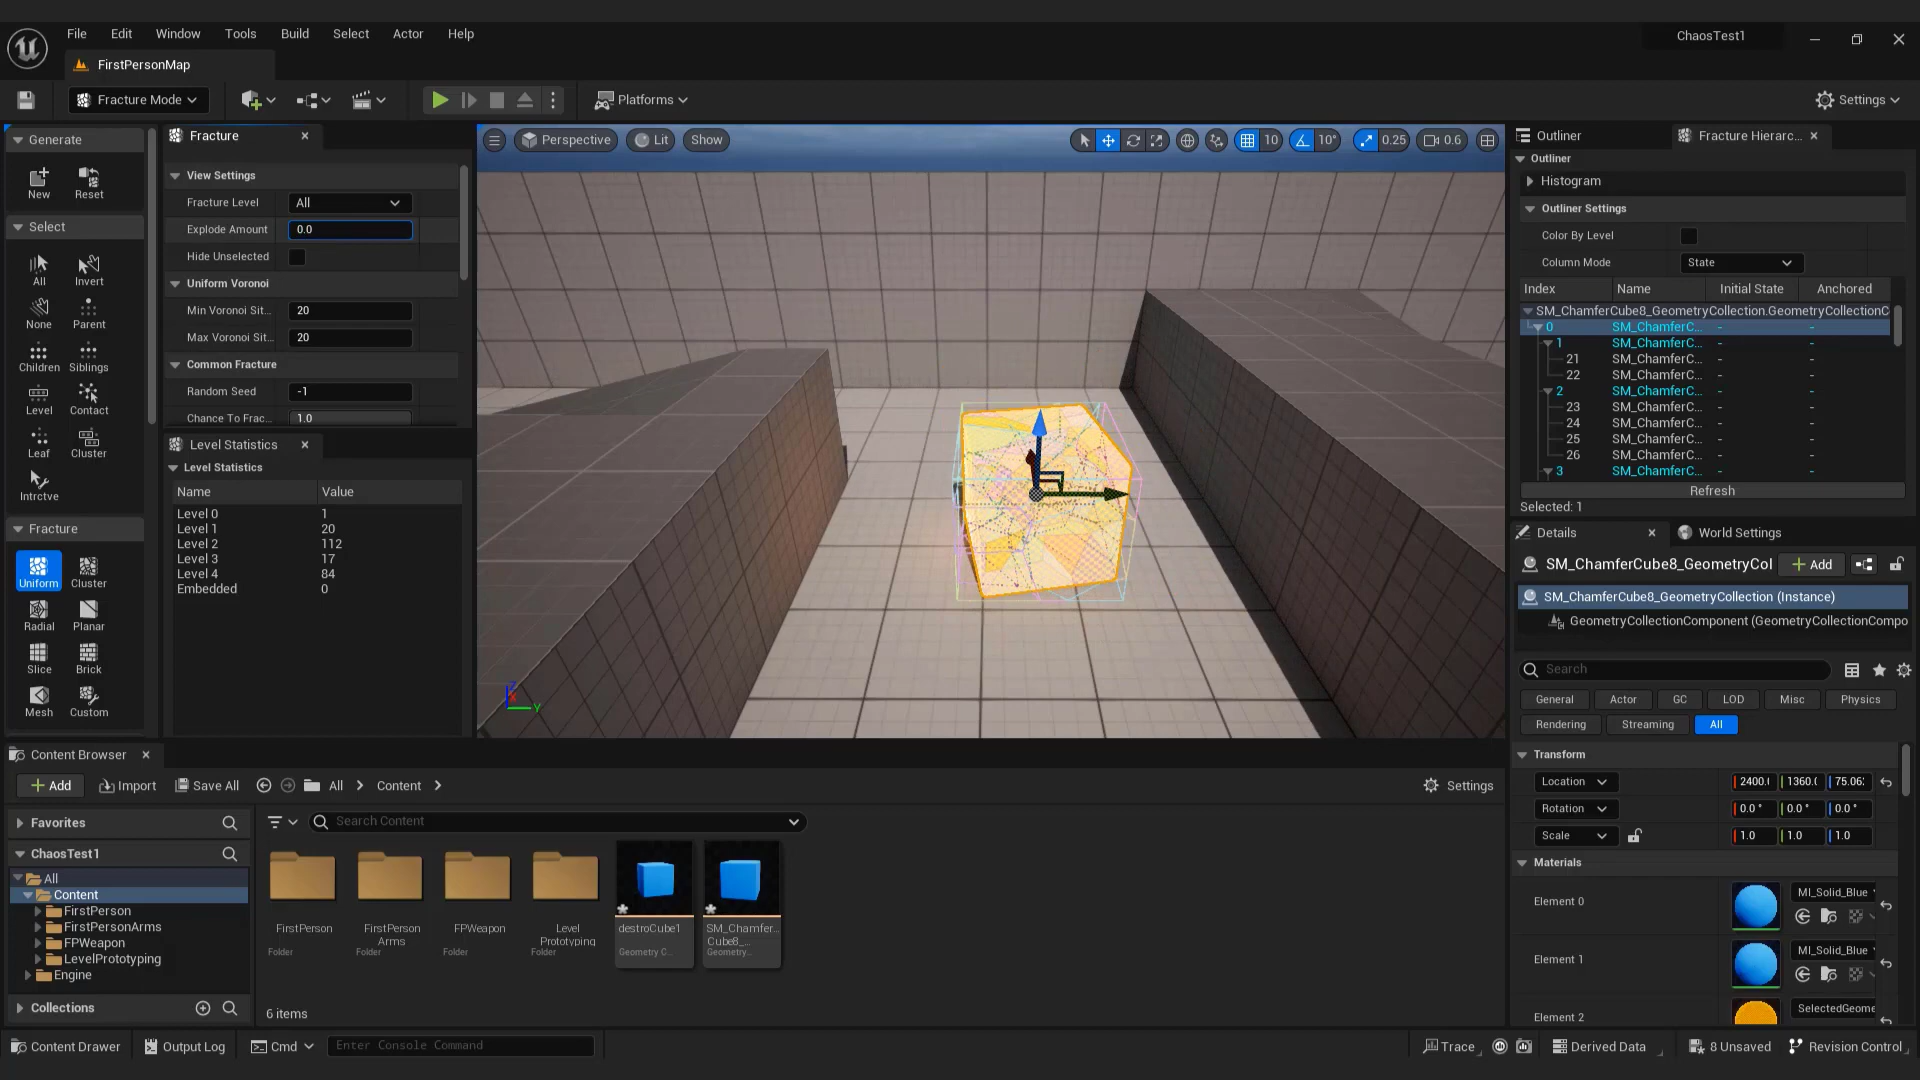 File Edit Window Tools Build Select Actor Help
ChaosTest1
FirstPersonMap
Fracture Mode
Platforms
Settings
Generate
New Reset
Select
All Invert
None Parent
Children Siblings
Level Contact
Leaf Cluster
Intrctve
Fracture
Uniform Cluster
Radial Planar
Slice Brick
Mesh Custom
Fracture
View Settings
Fracture Level All
Explode Amount 0.0
Hide Unselected
Uniform Voronoi
Min Voronoi Sit... 20
Max Voronoi Sit... 20
Common Fracture
Random Seed -1
Chance To Frac... 1.0
Level Statistics
Level Statistics
Name Value
Level 0 1
Level 1 20
Level 2 112
Level 3 17
Level 4 84
Embedded 0
Perspective Lit Show
10 10° 0.25 0.6
Z
X
Y
Outliner Fracture Hierarc...
Outliner
Histogram
Outliner Settings
Color By Level
Column Mode State
Index Name Initial State Anchored
SM_ChamferCube8_GeometryCollection.GeometryCollectionC
0 SM_ChamferC... - -
1 SM_ChamferC... - -
21 SM_ChamferC... - -
22 SM_ChamferC... - -
2 SM_ChamferC... - -
23 SM_ChamferC... - -
24 SM_ChamferC... - -
25 SM_ChamferC... - -
26 SM_ChamferC... - -
3 SM_ChamferC... - -
Refresh
Selected: 1
Details World Settings
SM_ChamferCube8_GeometryCol
Add
SM_ChamferCube8_GeometryCollection (Instance)
GeometryCollectionComponent (GeometryCollectionCompo
Search
General Actor GC LOD Misc Physics
Rendering Streaming All
Transform
Location 2400.( 1360.( 75.06:
Rotation 0.0 ° 0.0 ° 0.0 °
Scale 1.0 1.0 1.0
Materials
Element 0 MI_Solid_Blue
Element 1 MI_Solid_Blue
Element 2 SelectedGeome
Content Browser
Add Import Save All All Content Settings
Favorites
Search Content
ChaosTest1
All
Content
FirstPerson
FirstPersonArms
FPWeapon
LevelPrototyping
Engine
Collections
FirstPerson
Folder
FirstPerson
Arms
Folder
FPWeapon
Folder
Level
Prototyping
Folder
destroCube1
Geometry C...
SM_Chamfer...
Cube8_...
Geometry...
6 items
Content Drawer Output Log Cmd Enter Console Command
Trace Derived Data 8 Unsaved Revision Control